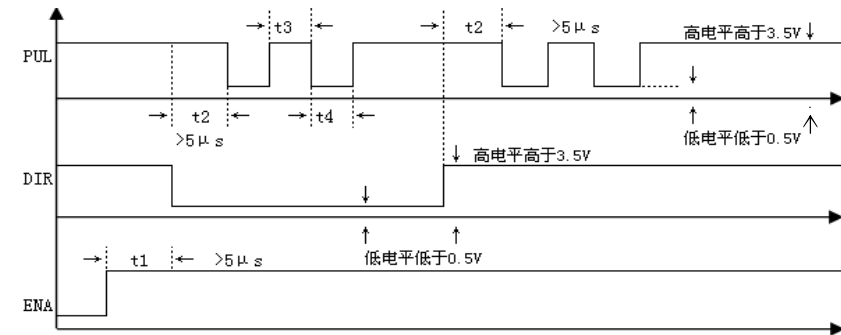 t3
t2
>5μs
高电平高于3.5V
PUL
t2
t4
>5μs
低电平低于0.5V
高电平高于3.5V
DIR
t1
>5μs
低电平低于0.5V
ENA